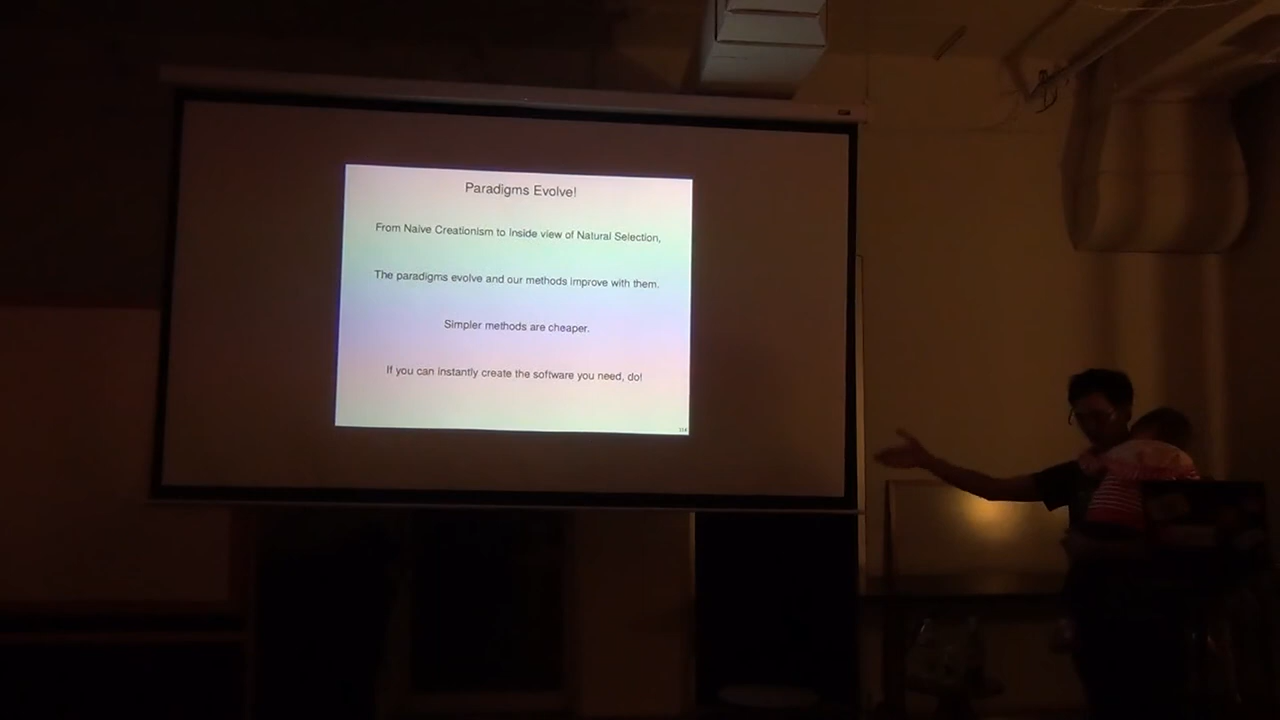 Paradigms Evolve!
From Naive Creationism to Inside view of Natural Selection,
The paradigms evolve and our methods improve with them.
Simpler methods are cheaper.
If you can instantly create the software you need, do!